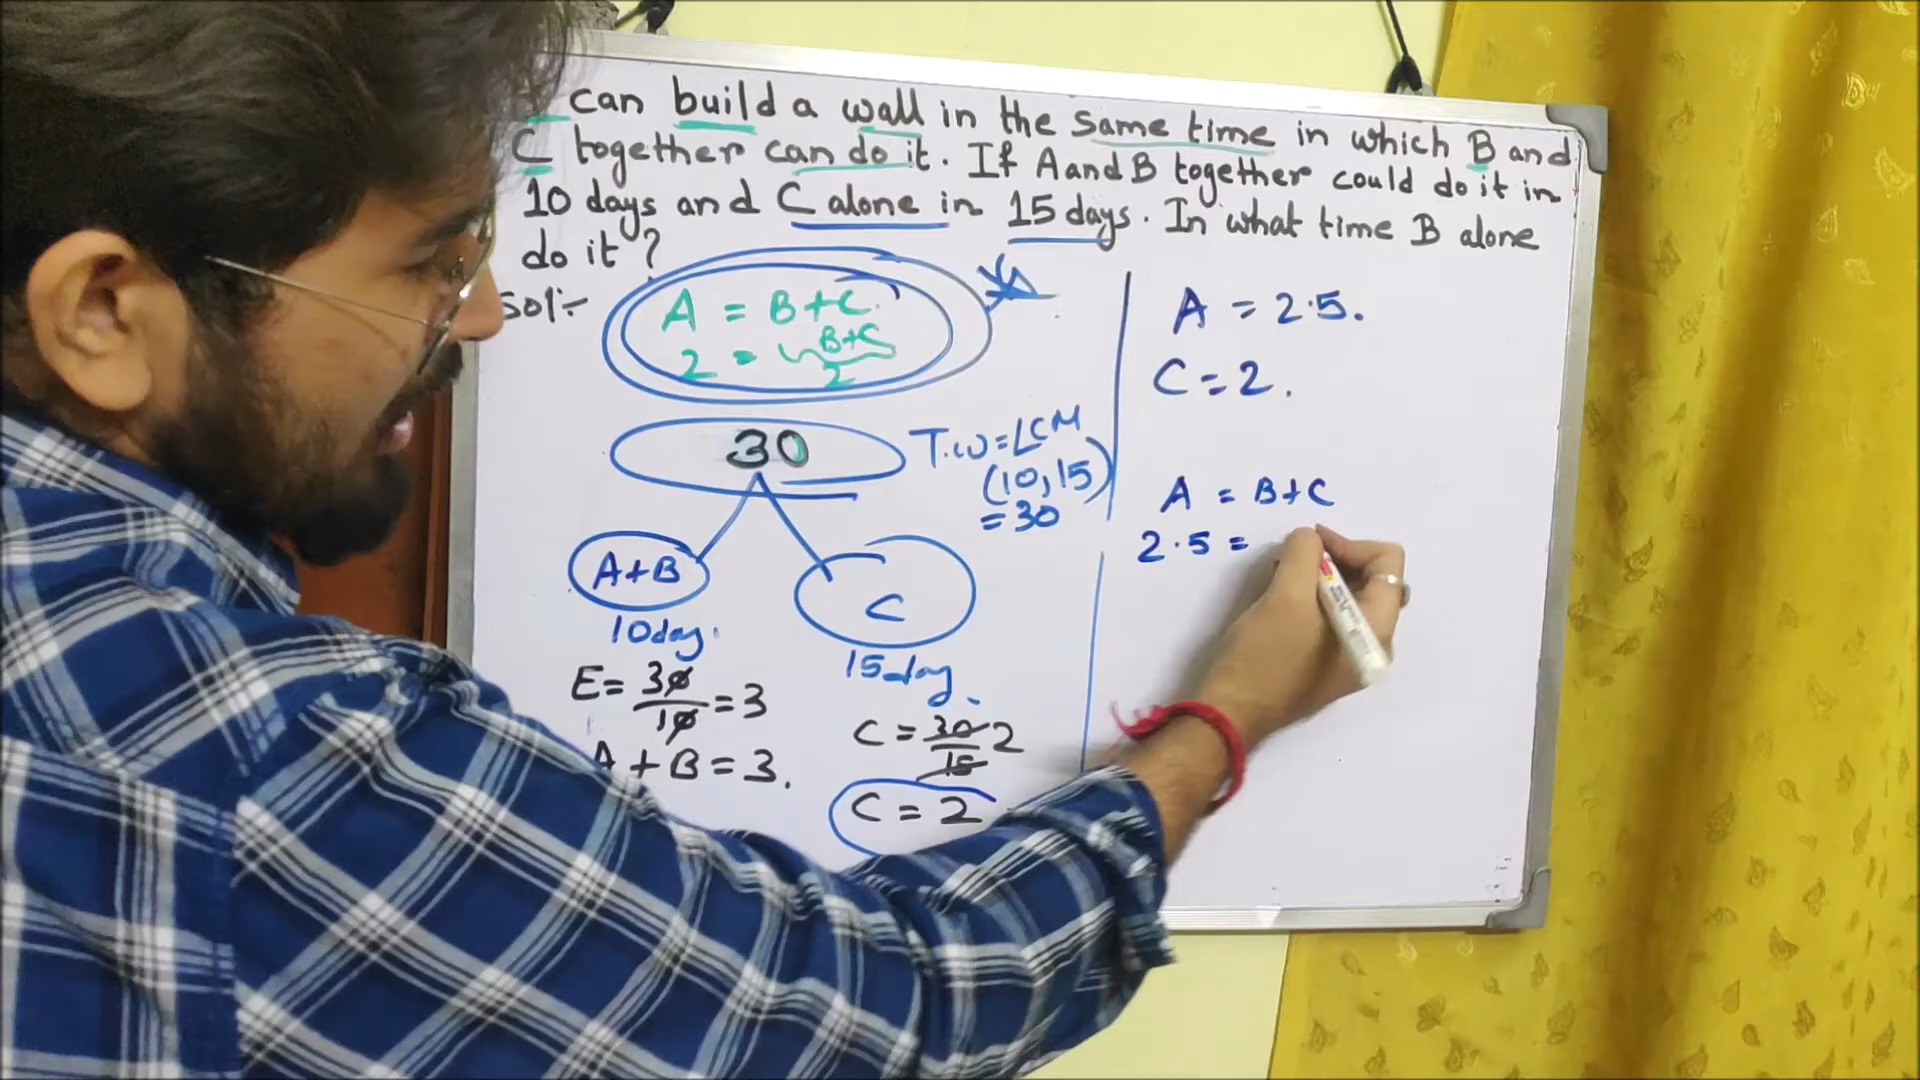 can build a wall in the same time in which B and
C together can do it. If A and B together could do it in
10 days and C alone in 15 days. In what time B alone
do it?
Sol:-
A = B+C
2 = B+C
2
30
T.W = LCM
(10,15)
= 30
A+B
10day.
E= 30/10 = 3
A + B = 3.
C
15day
C = 30/15 2
C = 2
A = 2.5.
C = 2.
A = B+C
2.5 =